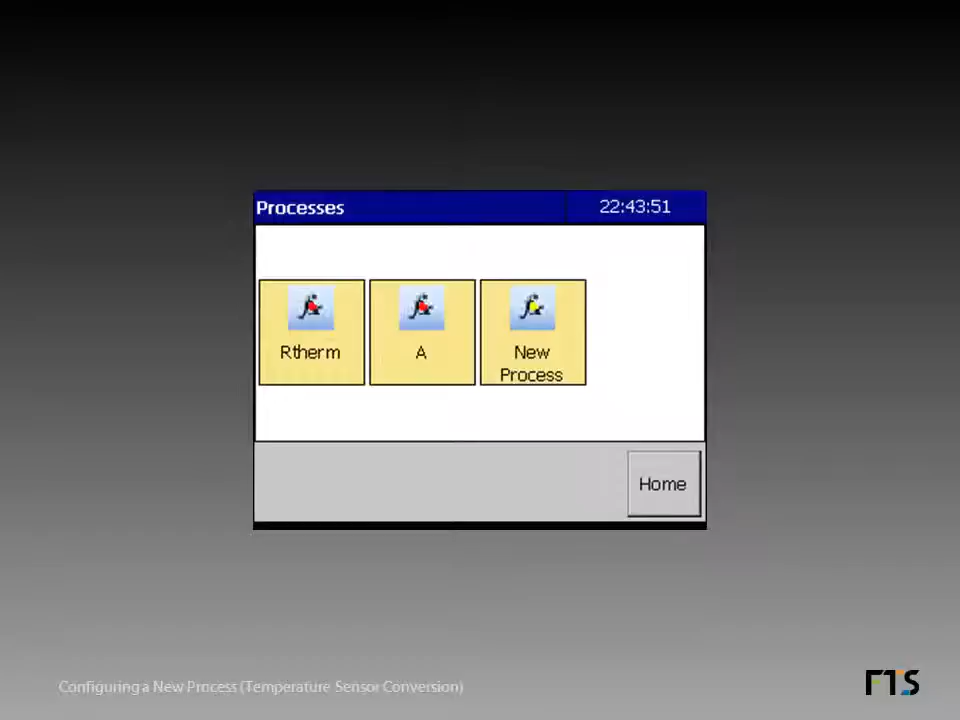 Processes
22:43:51
Rtherm
A
New
Process
Home
Configuring a New Process (Temperature Sensor Conversion)
FTS